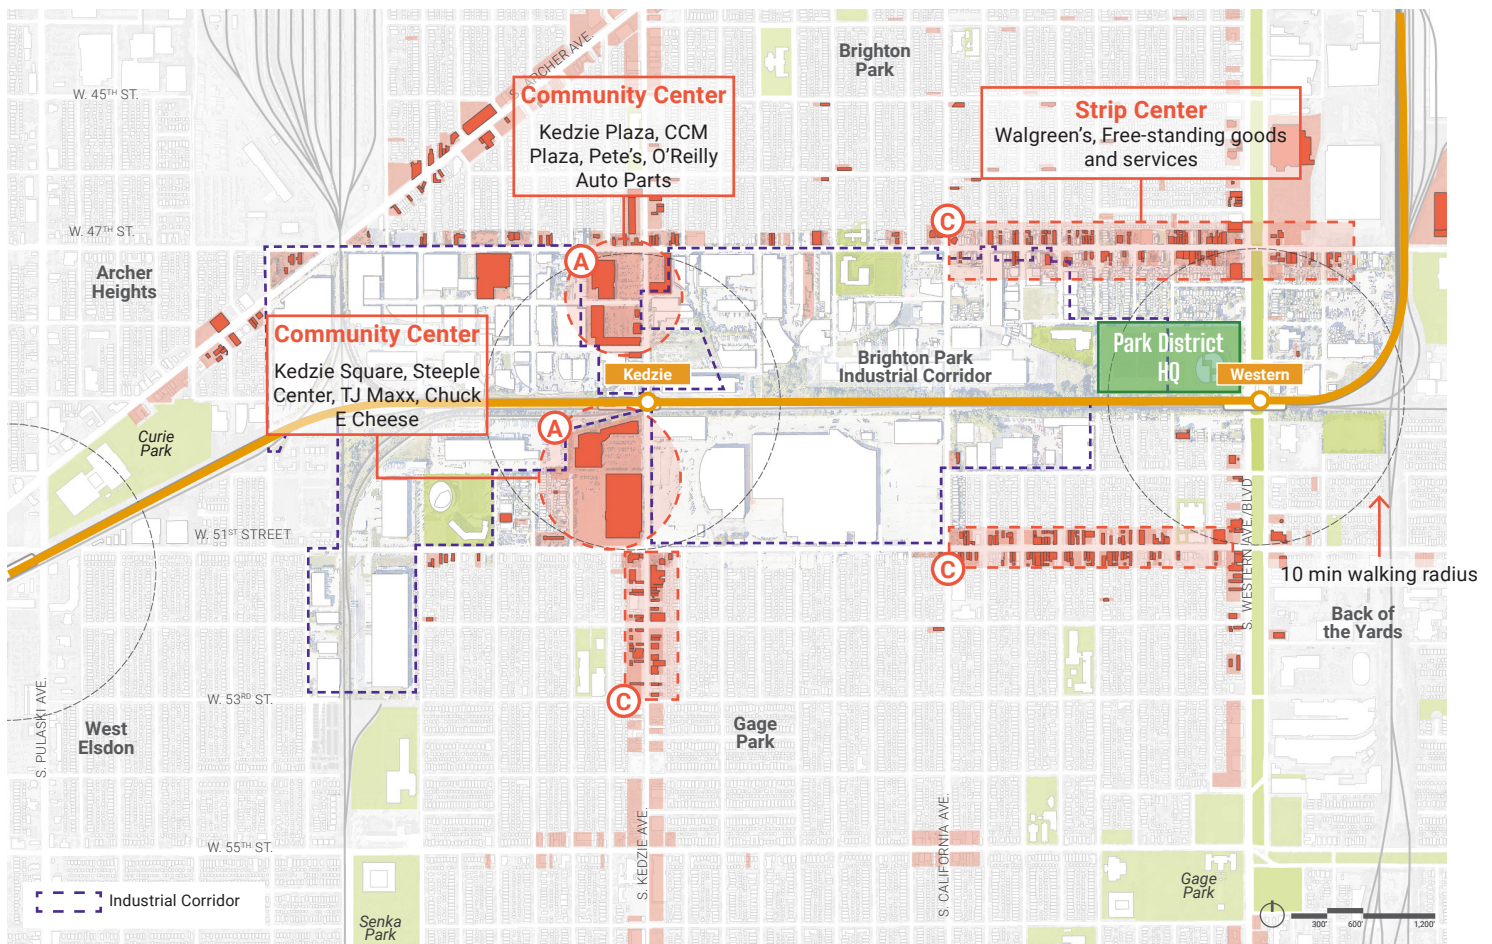 Brighton
Park
S. ARCHER AVE.
W. 45TH ST.
Community Center
Kedzie Plaza, CCM
Plaza, Pete's, O'Reilly
Auto Parts
Strip Center
Walgreen's, Free-standing goods
and services
W. 47TH ST.
C
A
Archer
Heights
Community Center
Kedzie Square, Steeple
Center, TJ Maxx, Chuck
E Cheese
Kedzie
Brighton Park
Industrial Corridor
Park District
HQ
Western
A
Curie
Park
W. 51ST STREET
S. WESTERN AVE/BLVD
C
10 min walking radius
Back of
the Yards
W. 53RD ST.
C
S. PULASKI AVE.
West
Elsdon
Gage
Park
W. 55TH ST.
S. KEDZIE AVE.
S. CALIFORNIA AVE.
Gage
Park
Industrial Corridor
Senka
Park
300' 600' 1,200'